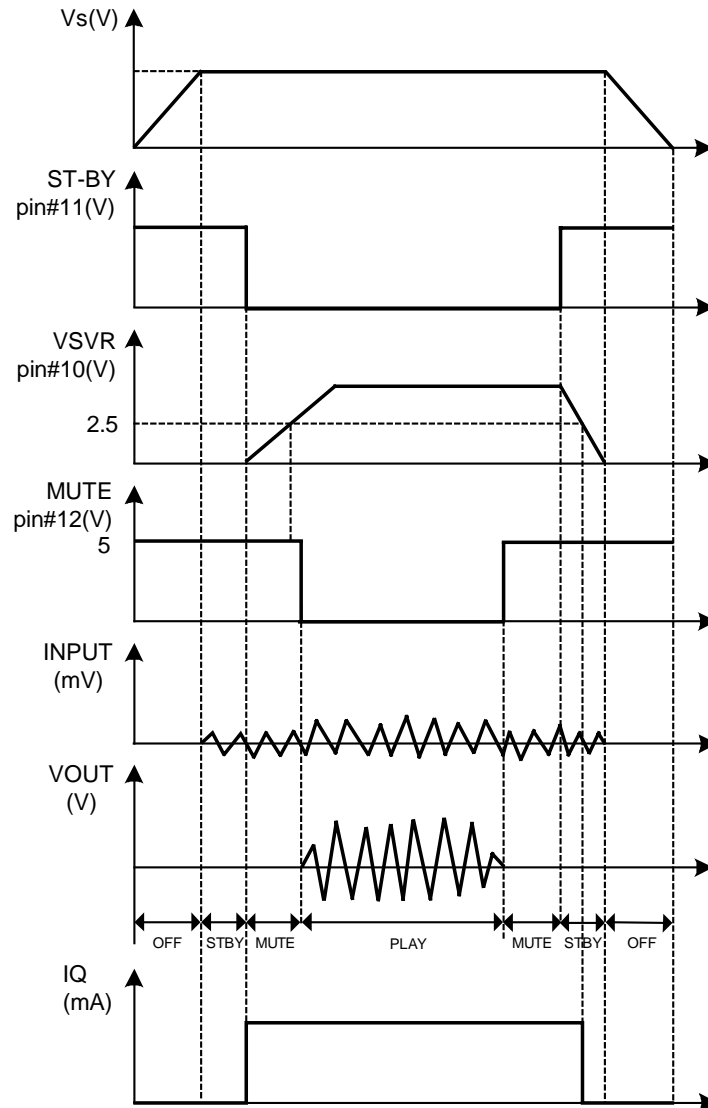 Vs(V)
ST-BY
pin#11(V)
VSVR
pin#10(V)
2.5
MUTE
pin#12(V)
5
INPUT
(mV)
VOUT
(V)
OFF STBY MUTE PLAY MUTE STBY OFF
IQ
(mA)